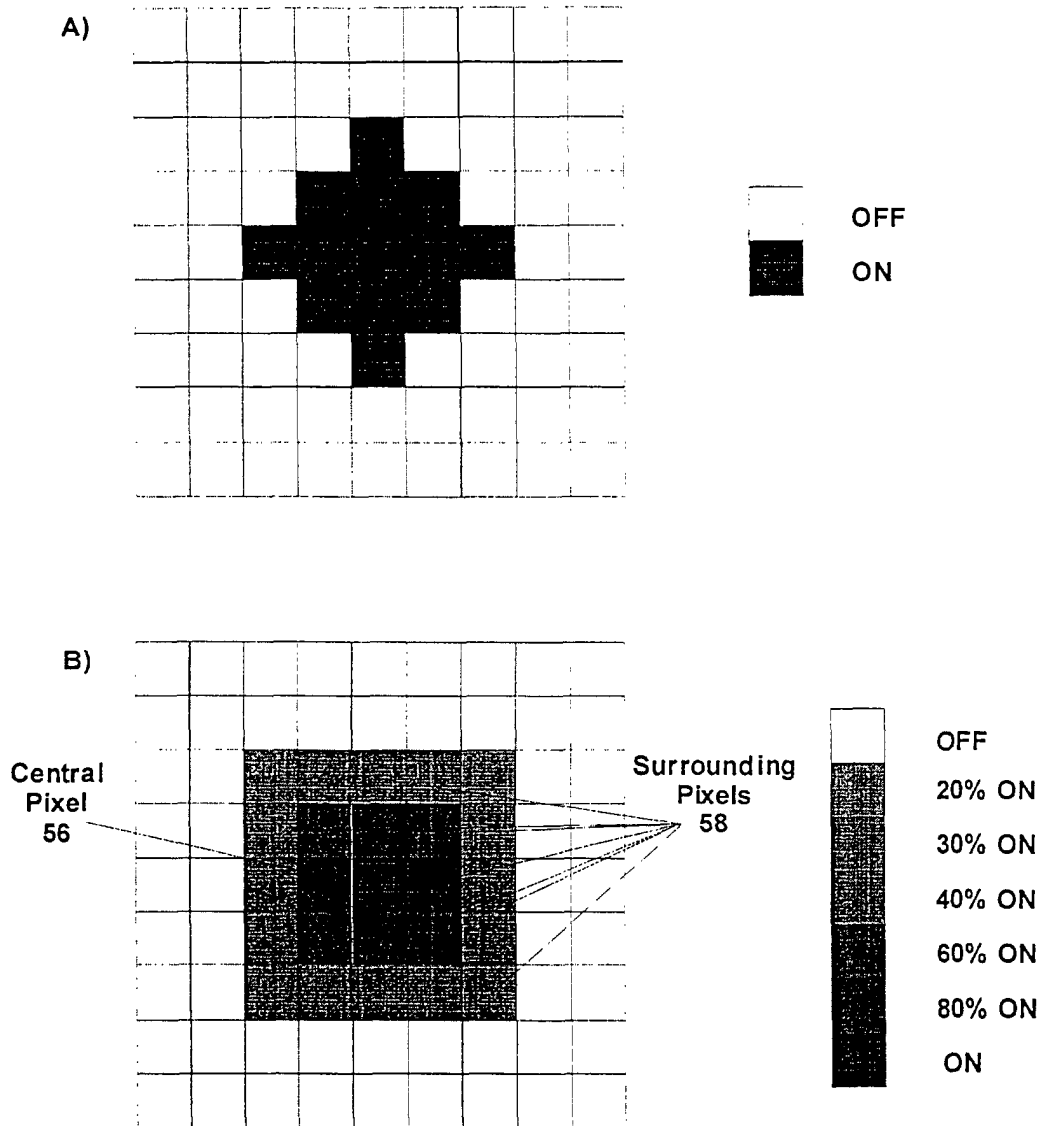 A)
OFF
ON
B)
Central
Pixel
56
Surrounding
Pixels
58
OFF
20% ON
30% ON
40% ON
60% ON
80% ON
ON